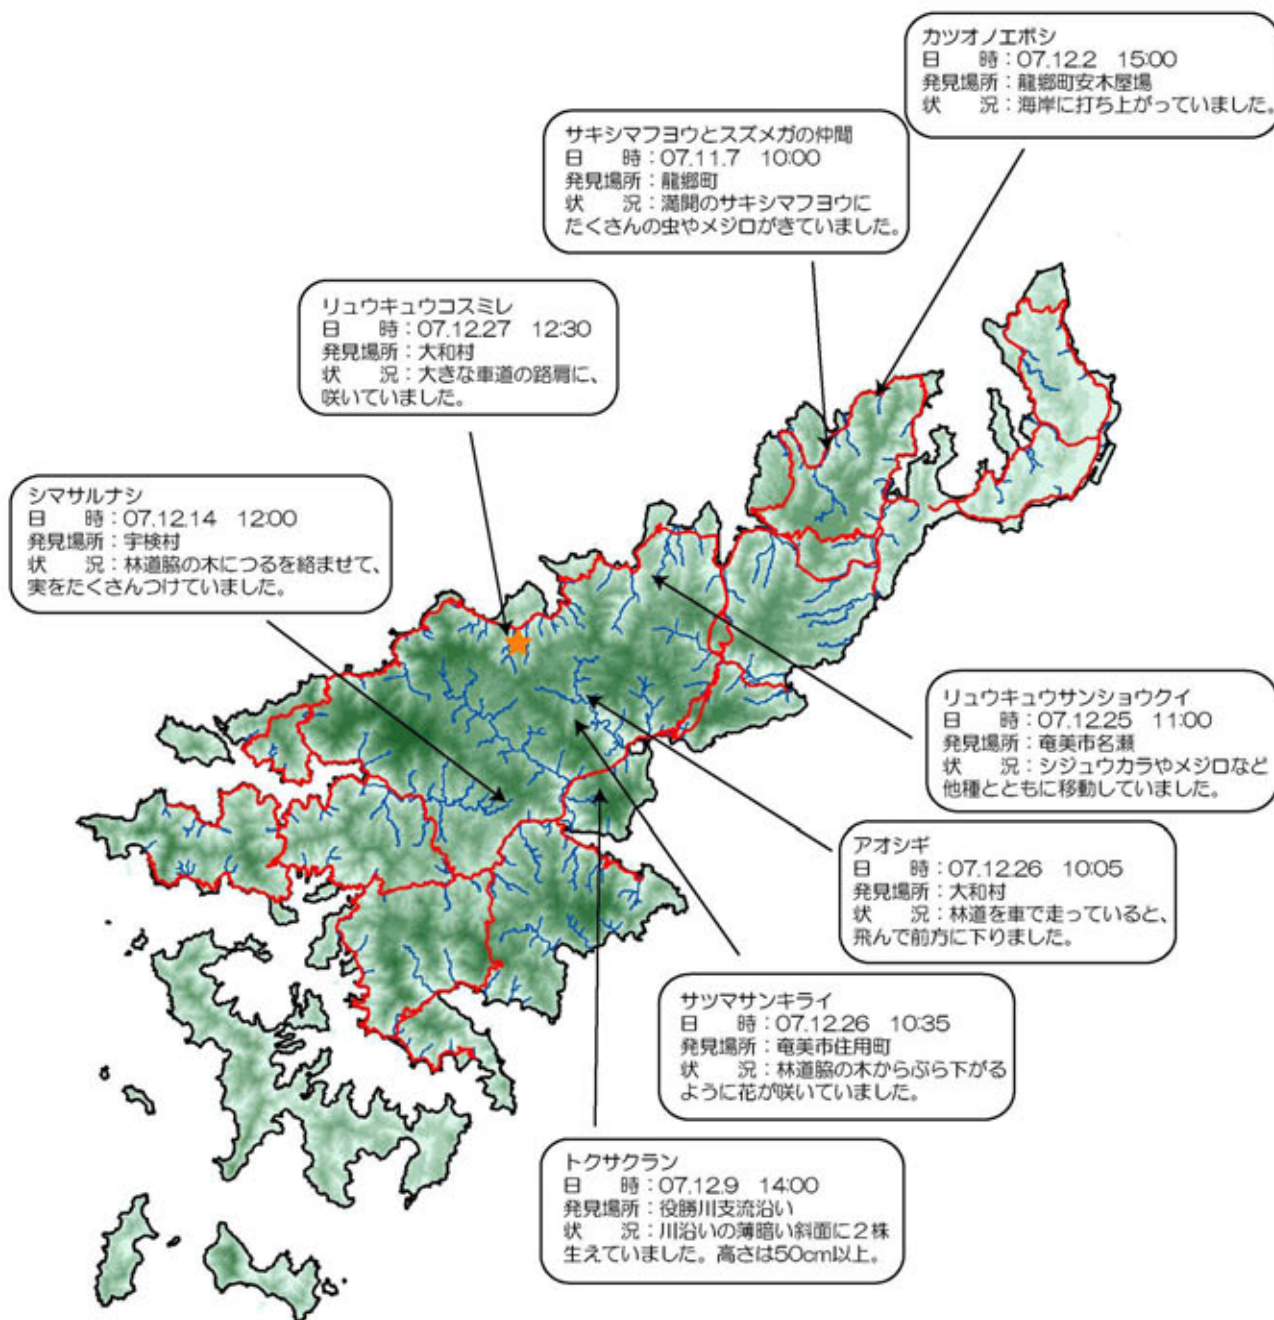 カツオノエボシ
日　　時：07.12.2　15:00
発見場所：龍郷町安木屋場
状　　況：海岸に打ち上がっていました。
サキシマフヨウとスズメガの仲間
日　　時：07.11.7　10:00
発見場所：龍郷町
状　　況：満開のサキシマフヨウに
たくさんの虫やメジロがきていました。
リュウキュウコスミレ
日　　時：07.12.27　12:30
発見場所：大和村
状　　況：大きな車道の路肩に、
咲いていました。
シマサルナシ
日　　時：07.12.14　12:00
発見場所：宇検村
状　　況：林道脇の木につるを絡ませて、
実をたくさんつけていました。
リュウキュウサンショウクイ
日　　時：07.12.25　11:00
発見場所：奄美市名瀬
状　　況：シジュウカラやメジロなど
他種とともに移動していました。
アオシギ
日　　時：07.12.26　10:05
発見場所：大和村
状　　況：林道を車で走っていると、
飛んで前方に下りました。
サツマサンキライ
日　　時：07.12.26　10:35
発見場所：奄美市住用町
状　　況：林道脇の木からぶら下がる
ように花が咲いていました。
トクサクラン
日　　時：07.12.9　14:00
発見場所：役勝川支流沿い
状　　況：川沿いの薄暗い斜面に２株
生えていました。高さは50cm以上。